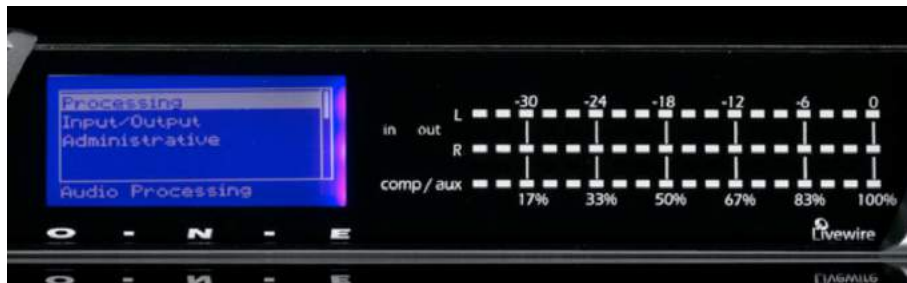 Processing
Input/Output
Administrative
Audio Processing
-30 -24 -18 -12 -6 0
L
in out
R
comp / aux
17% 33% 50% 67% 83% 100%
O - N - E
Livewire